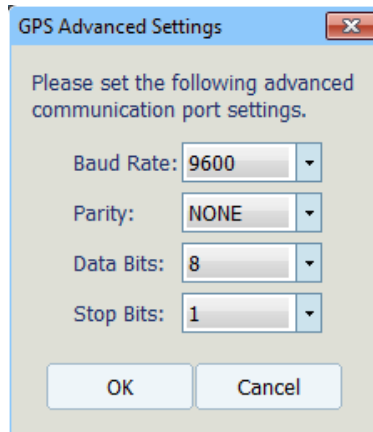 GPS Advanced Settings
Please set the following advanced
communication port settings.
Baud Rate: 9600
Parity: NONE
Data Bits: 8
Stop Bits: 1
OK Cancel